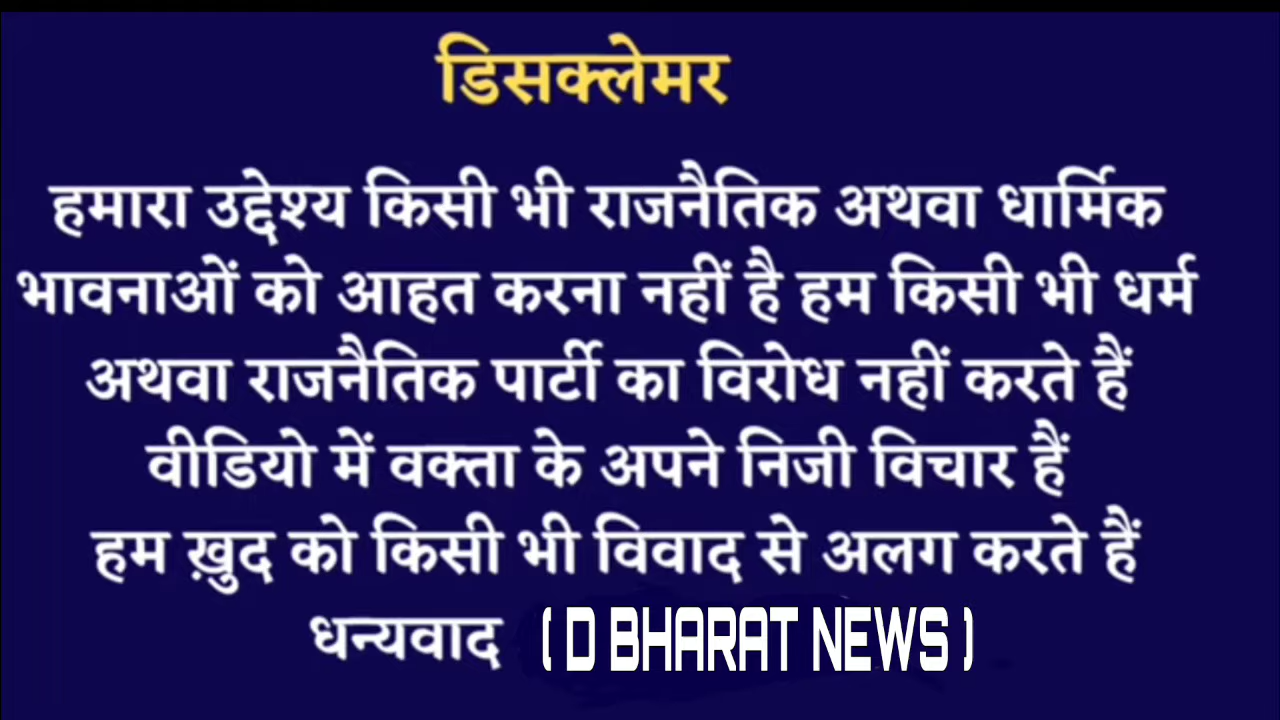 डिसक्लेमर
हमारा उद्देश्य किसी भी राजनैतिक अथवा धार्मिक
भावनाओं को आहत करना नहीं है हम किसी भी धर्म
अथवा राजनैतिक पार्टी का विरोध नहीं करते हैं
वीडियो में वक्ता के अपने निजी विचार हैं
हम ख़ुद को किसी भी विवाद से अलग करते हैं
धन्यवाद ( D BHARAT NEWS )